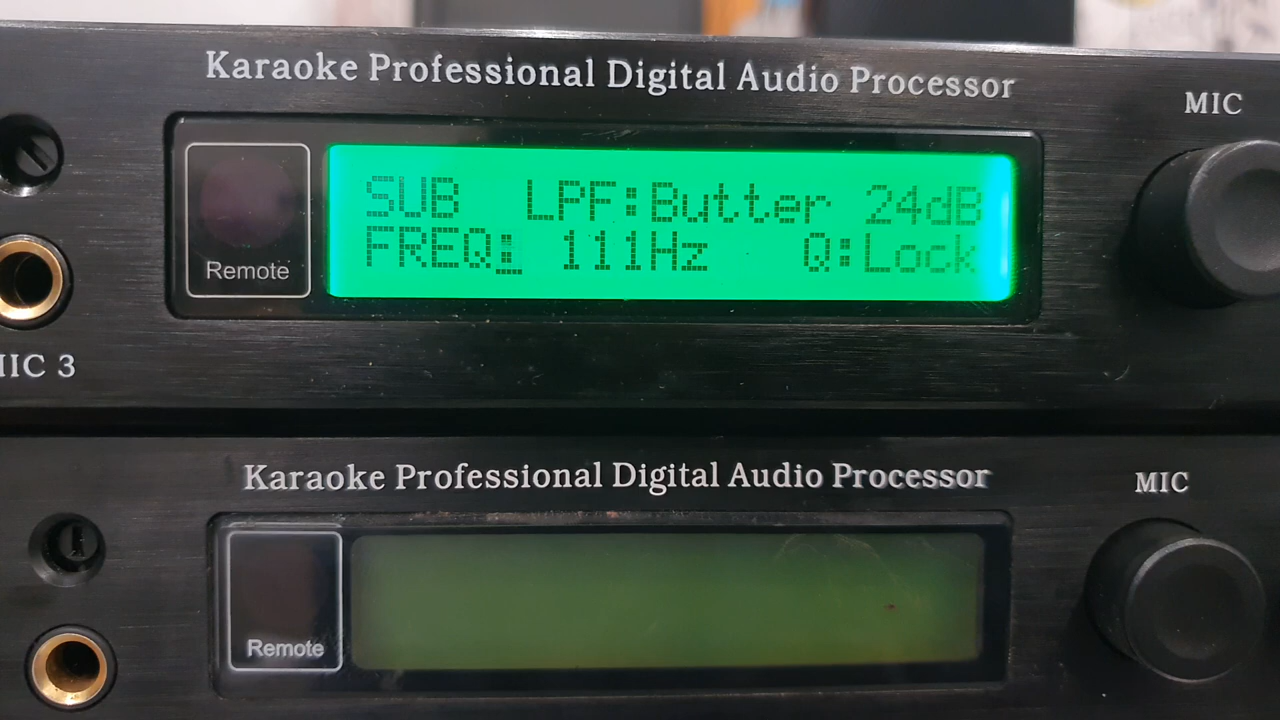 Karaoke Professional Digital Audio Processor
MIC
SUB LPF:Butter 24dB
FREQ: 111Hz Q:Lock
Remote
MIC 3
Karaoke Professional Digital Audio Processor
MIC
Remote